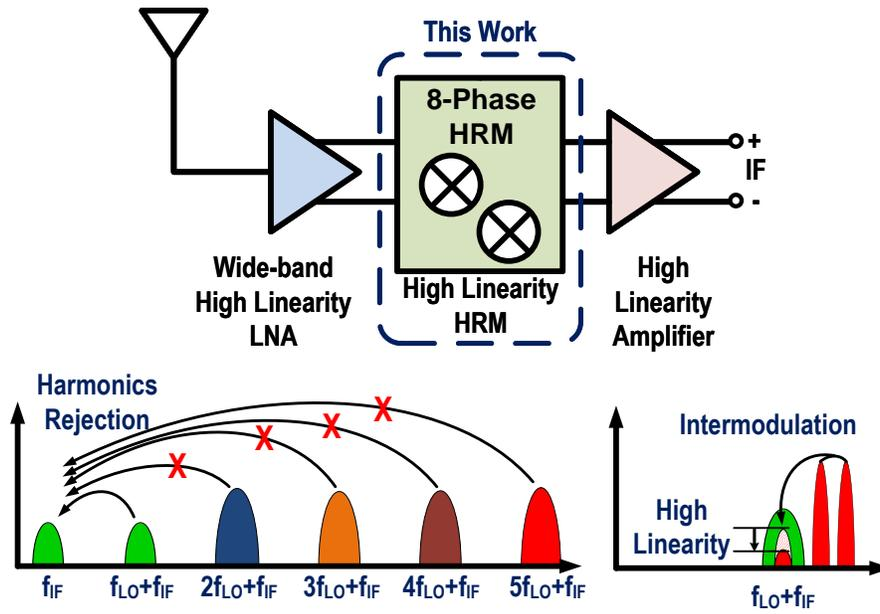 This Work
8-Phase
HRM
+
IF
-
Wide-band
High Linearity
LNA
High Linearity
HRM
High
Linearity
Amplifier
Harmonics
Rejection
X
X
X
X
fIF
fLO+fIF
2fLO+fIF
3fLO+fIF
4fLO+fIF
5fLO+fIF
Intermodulation
High
Linearity
fLO+fIF